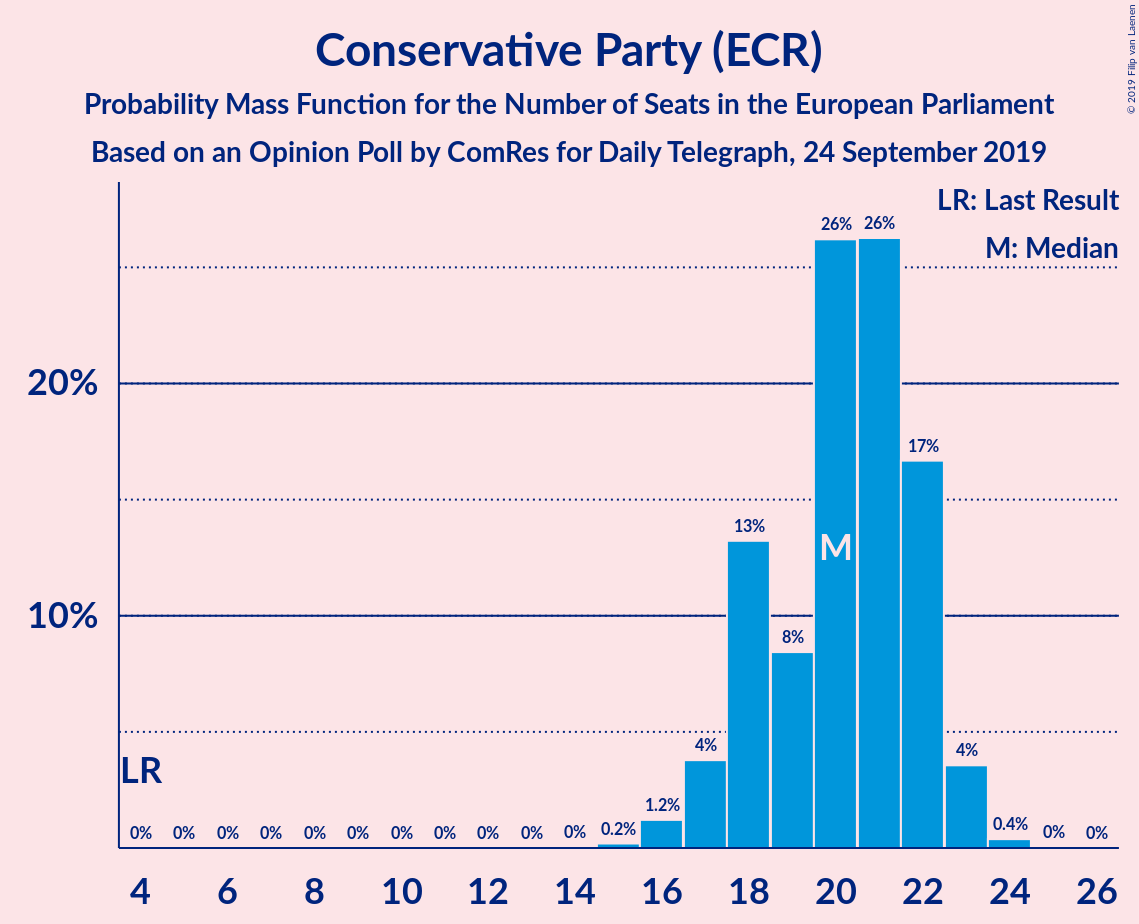 Conservative Party (ECR)
Probability Mass Function for the Number of Seats in the European Parliament
Based on an Opinion Poll by ComRes for Daily Telegraph, 24 September 2019
© 2019 Filip van Laenen
LR: Last Result
M: Median
20%
10%
LR
M
0% 0% 0% 0% 0% 0% 0% 0% 0% 0% 0% 0.2% 1.2% 4% 13% 8% 26% 26% 17% 4% 0.4% 0% 0%
4 6 8 10 12 14 16 18 20 22 24 26